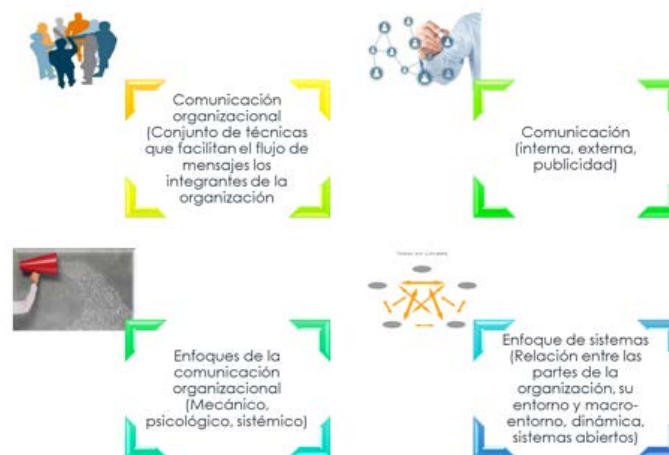 Comunicación
organizacional
(Conjunto de técnicas
que facilitan el flujo de
mensajes los
integrantes de la
organización
Comunicación
(interna, externa,
publicidad)
Enfoques de la
comunicación
organizacional
(Mecánico,
psicológico, sistémico)
Enfoque de sistemas
(Relación entre las
partes de la
organización, su
entorno y macro-
entorno, dinámica,
sistemas abiertos)